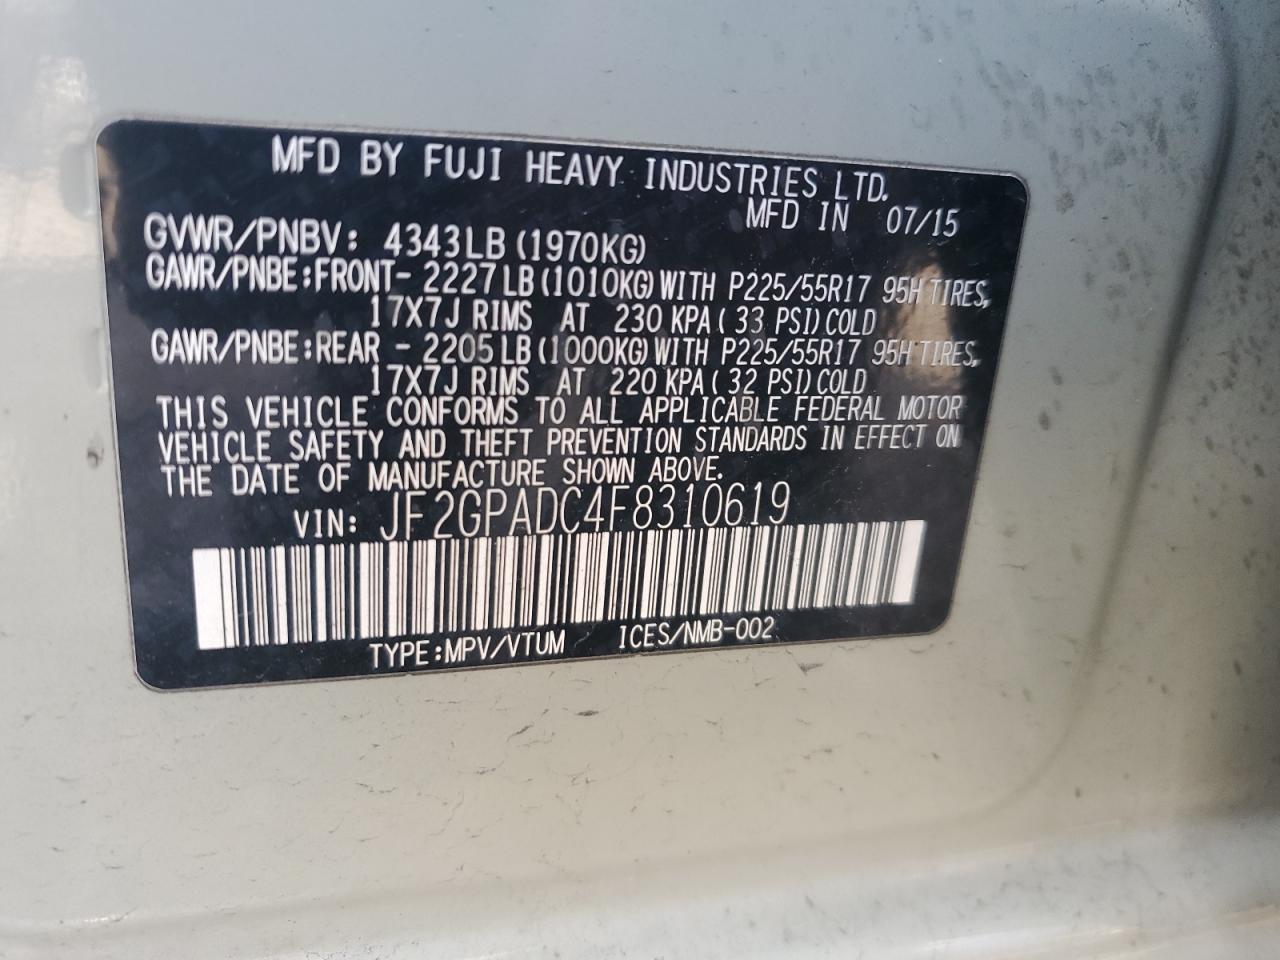 MFD BY FUJI HEAVY INDUSTRIES LTD.
MFD IN 07/15
GVWR/PNBV: 4343LB (1970KG)
GAWR/PNBE:FRONT- 2227LB(1010KG)WITH P225/55R17 95H TIRES,
17X7J RIMS AT 230 KPA( 33 PSI)COLD
GAWR/PNBE:REAR - 2205LB(1000KG)WITH P225/55R17 95H TIRES,
17X7J RIMS AT 220 KPA( 32 PSI)COLD
THIS VEHICLE CONFORMS TO ALL APPLICABLE FEDERAL MOTOR
VEHICLE SAFETY AND THEFT PREVENTION STANDARDS IN EFFECT ON
THE DATE OF MANUFACTURE SHOWN ABOVE.
VIN: JF2GPADC4F8310619
TYPE:MPV/VTUM ICES/NMB-002